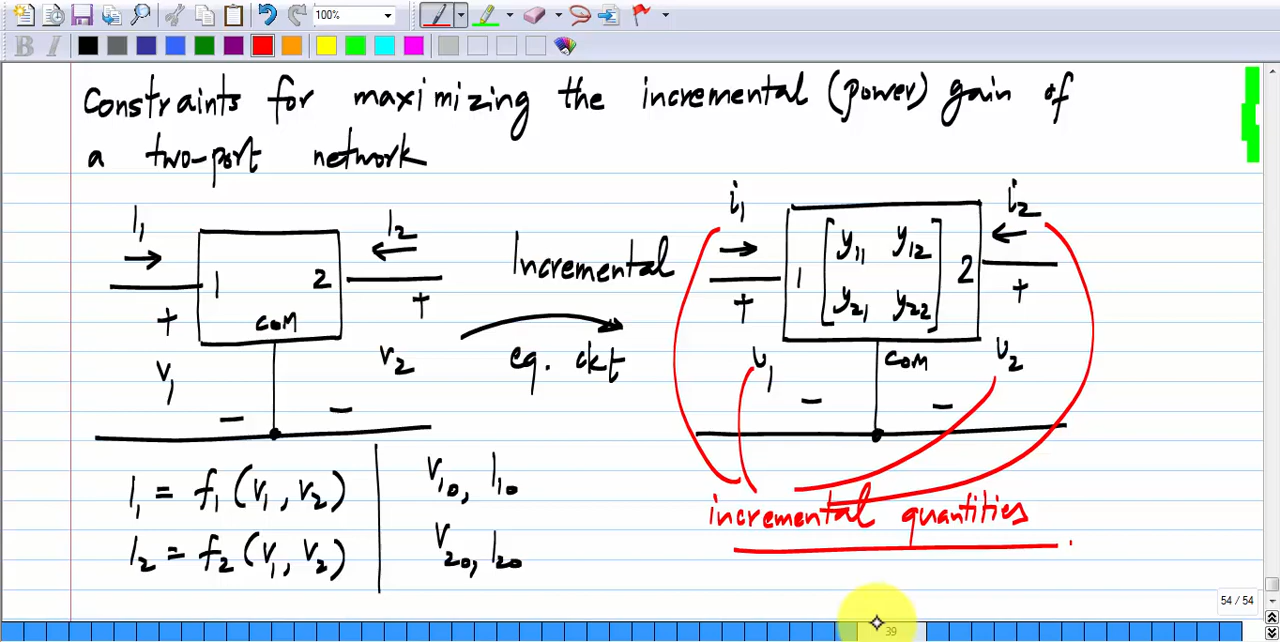 100%
B I
Constraints for maximizing the incremental (power) gain of
a two-port network
I1 I2
1 2
COM
+ +
V1 V2
− −
Incremental
eq. ckt
i1 i2
1 y11 y12 2
y21 y22
+ +
COM
v1 v2
− −
I1 = f1 (V1, V2)
I2 = f2 (V1, V2)
V10, I10
V20, I20
incremental quantities
54 / 54
39